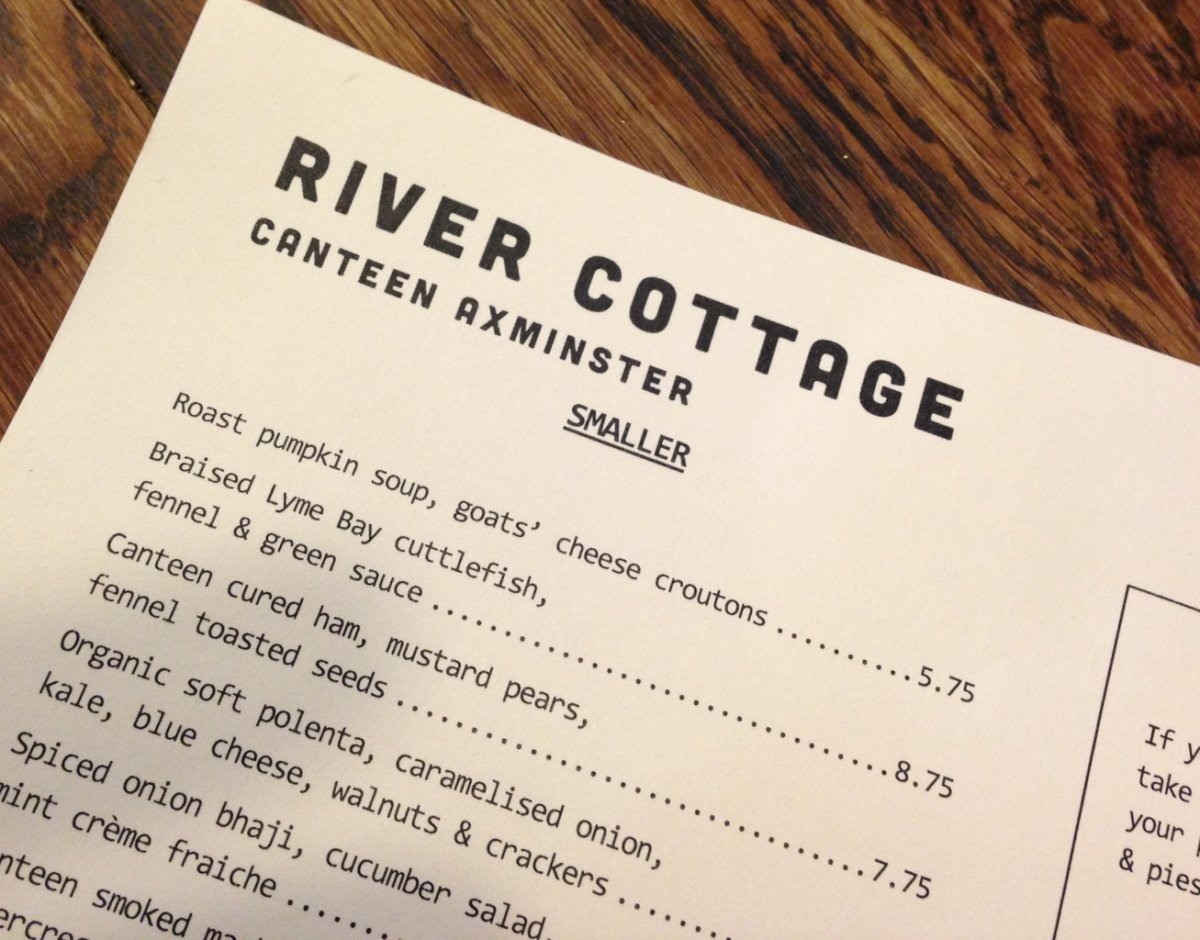 RIVER COTTAGE
CANTEEN AXMINSTER
SMALLER
Roast pumpkin soup, goats’ cheese croutons .........5.75
Braised Lyme Bay cuttlefish,
fennel & green sauce ................................8.75
Canteen cured ham, mustard pears,
fennel toasted seeds .................................7.75
Organic soft polenta, caramelised onion,
kale, blue cheese, walnuts & crackers .........
Spiced onion bhaji, cucumber salad,
mint crème fraiche .........
smoked
If
take
your
& pies